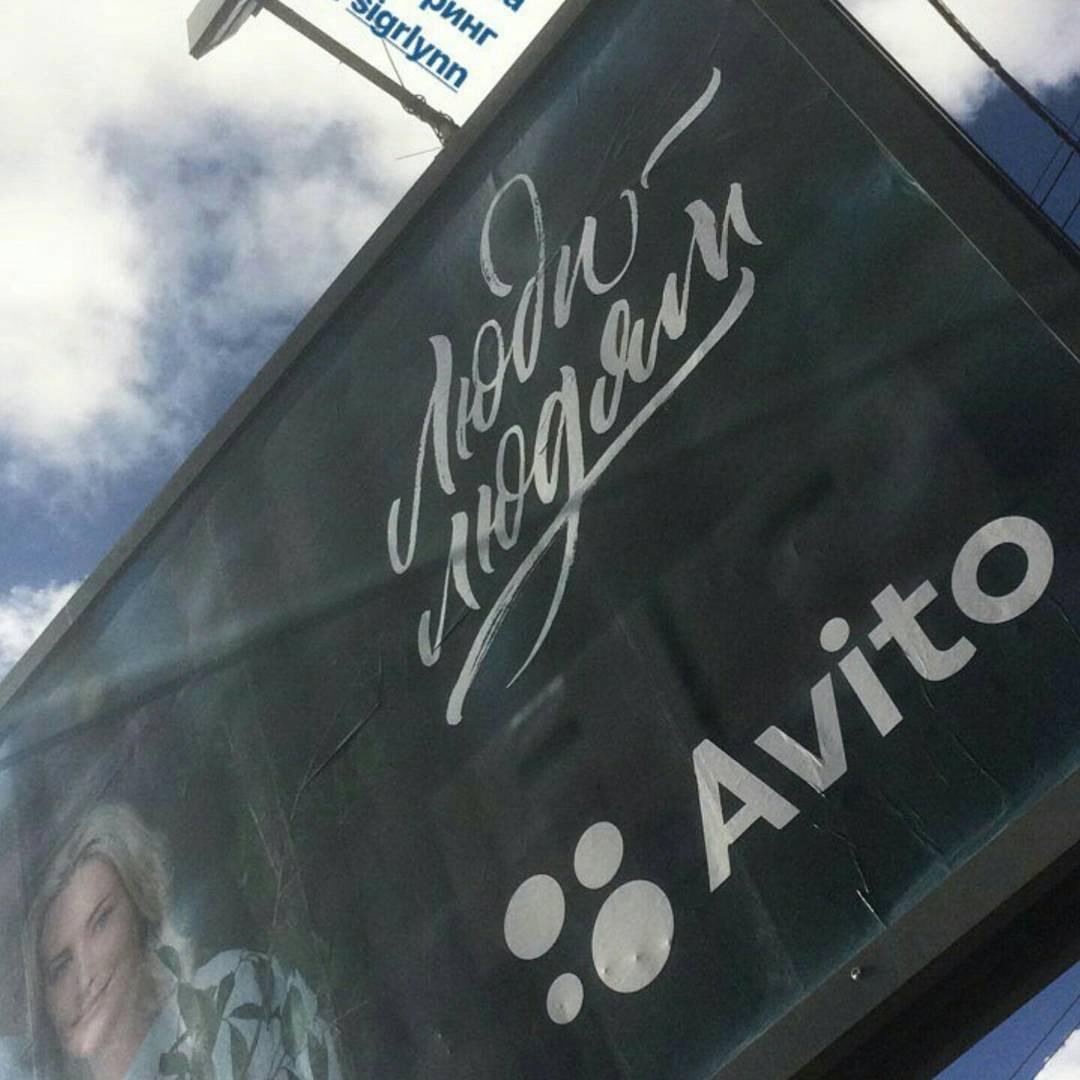 ринг
sigrlynn
Люди —
людям
Avito